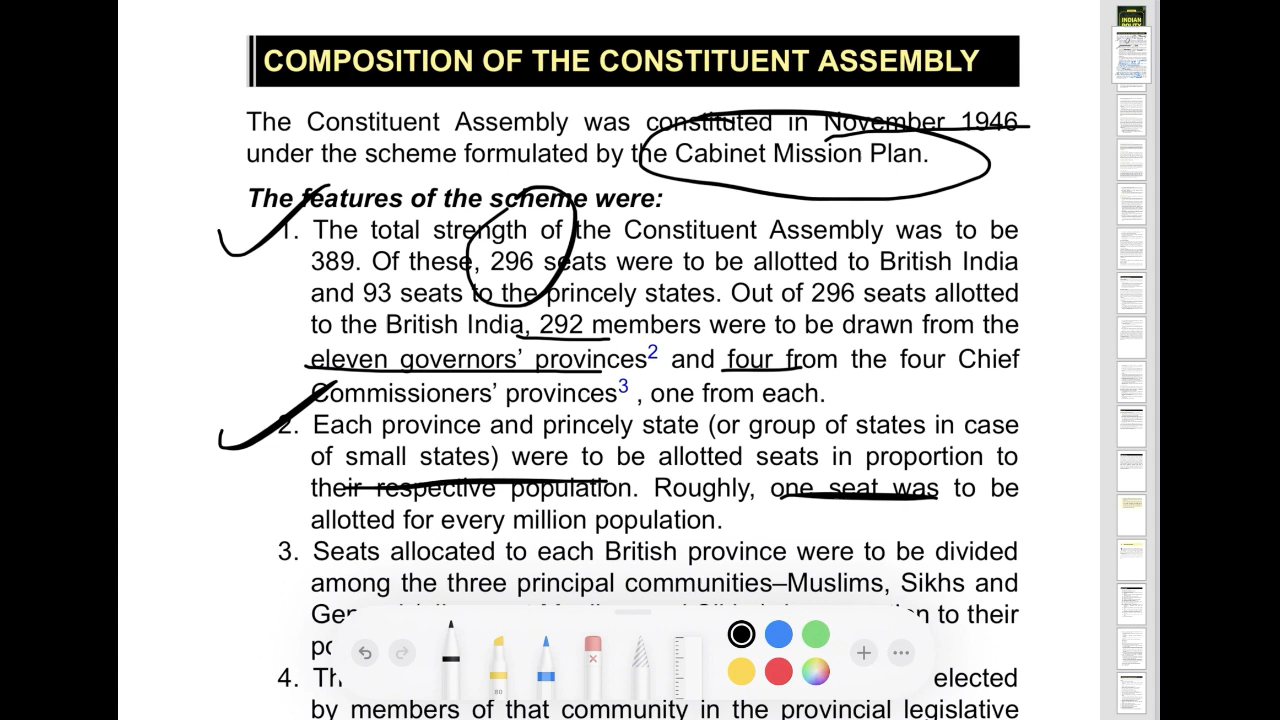 INDIAN
POLITY
COMPOSITION OF THE CONSTITUENT ASSEMBLY
The Constituent Assembly was constituted in November 1946
under the scheme formulated by the Cabinet Mission Plan.
The features of the scheme were:
1. The total strength of the Constituent Assembly was to be
389. Of these, 296 seats were to be allotted to British India
and 93 seats to the princely states. Out of 296 seats allotted
to the British India, 292 members were to be drawn from the
eleven governors’ provinces2 and four from the four Chief
Commissioners’ provinces3 , one from each.
2. Each province and princely state (or group of states in case
of small states) were to be allotted seats in proportion to
their respective population. Roughly, one seat was to be
allotted for every million population.
3. Seats allocated to each British province were to be divided
among the three principal communities–Muslims, Sikhs and
to their
4. elected
the provincial legislative